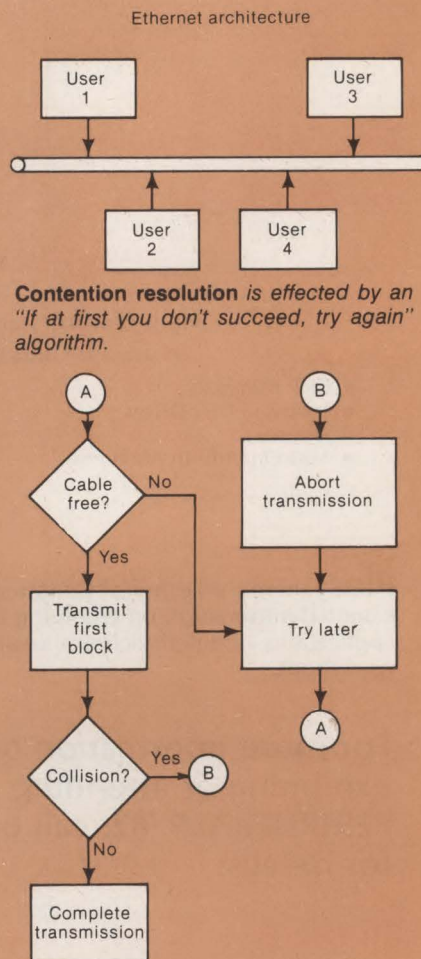 Ethernet architecture
User
1
User
3
User
2
User
4
Contention resolution is effected by an
"If at first you don't succeed, try again"
algorithm.
A
B
Cable
free?
No
Abort
transmission
Yes
Transmit
first
block
Try later
A
Collision?
Yes
B
No
Complete
transmission